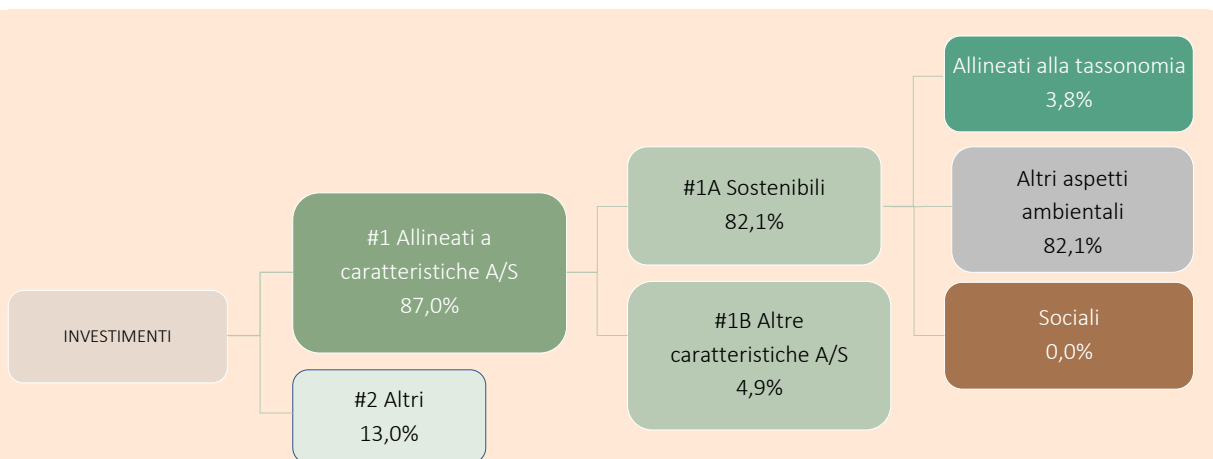 INVESTIMENTI
#1 Allineati a
caratteristiche A/S
87,0%
#2 Altri
13,0%
#1A Sostenibili
82,1%
#1B Altre
caratteristiche A/S
4,9%
Allineati alla tassonomia
3,8%
Altri aspetti
ambientali
82,1%
Sociali
0,0%